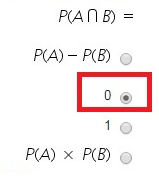 P(A ∩ B) =
P(A) − P(B)
0
1
P(A) × P(B)